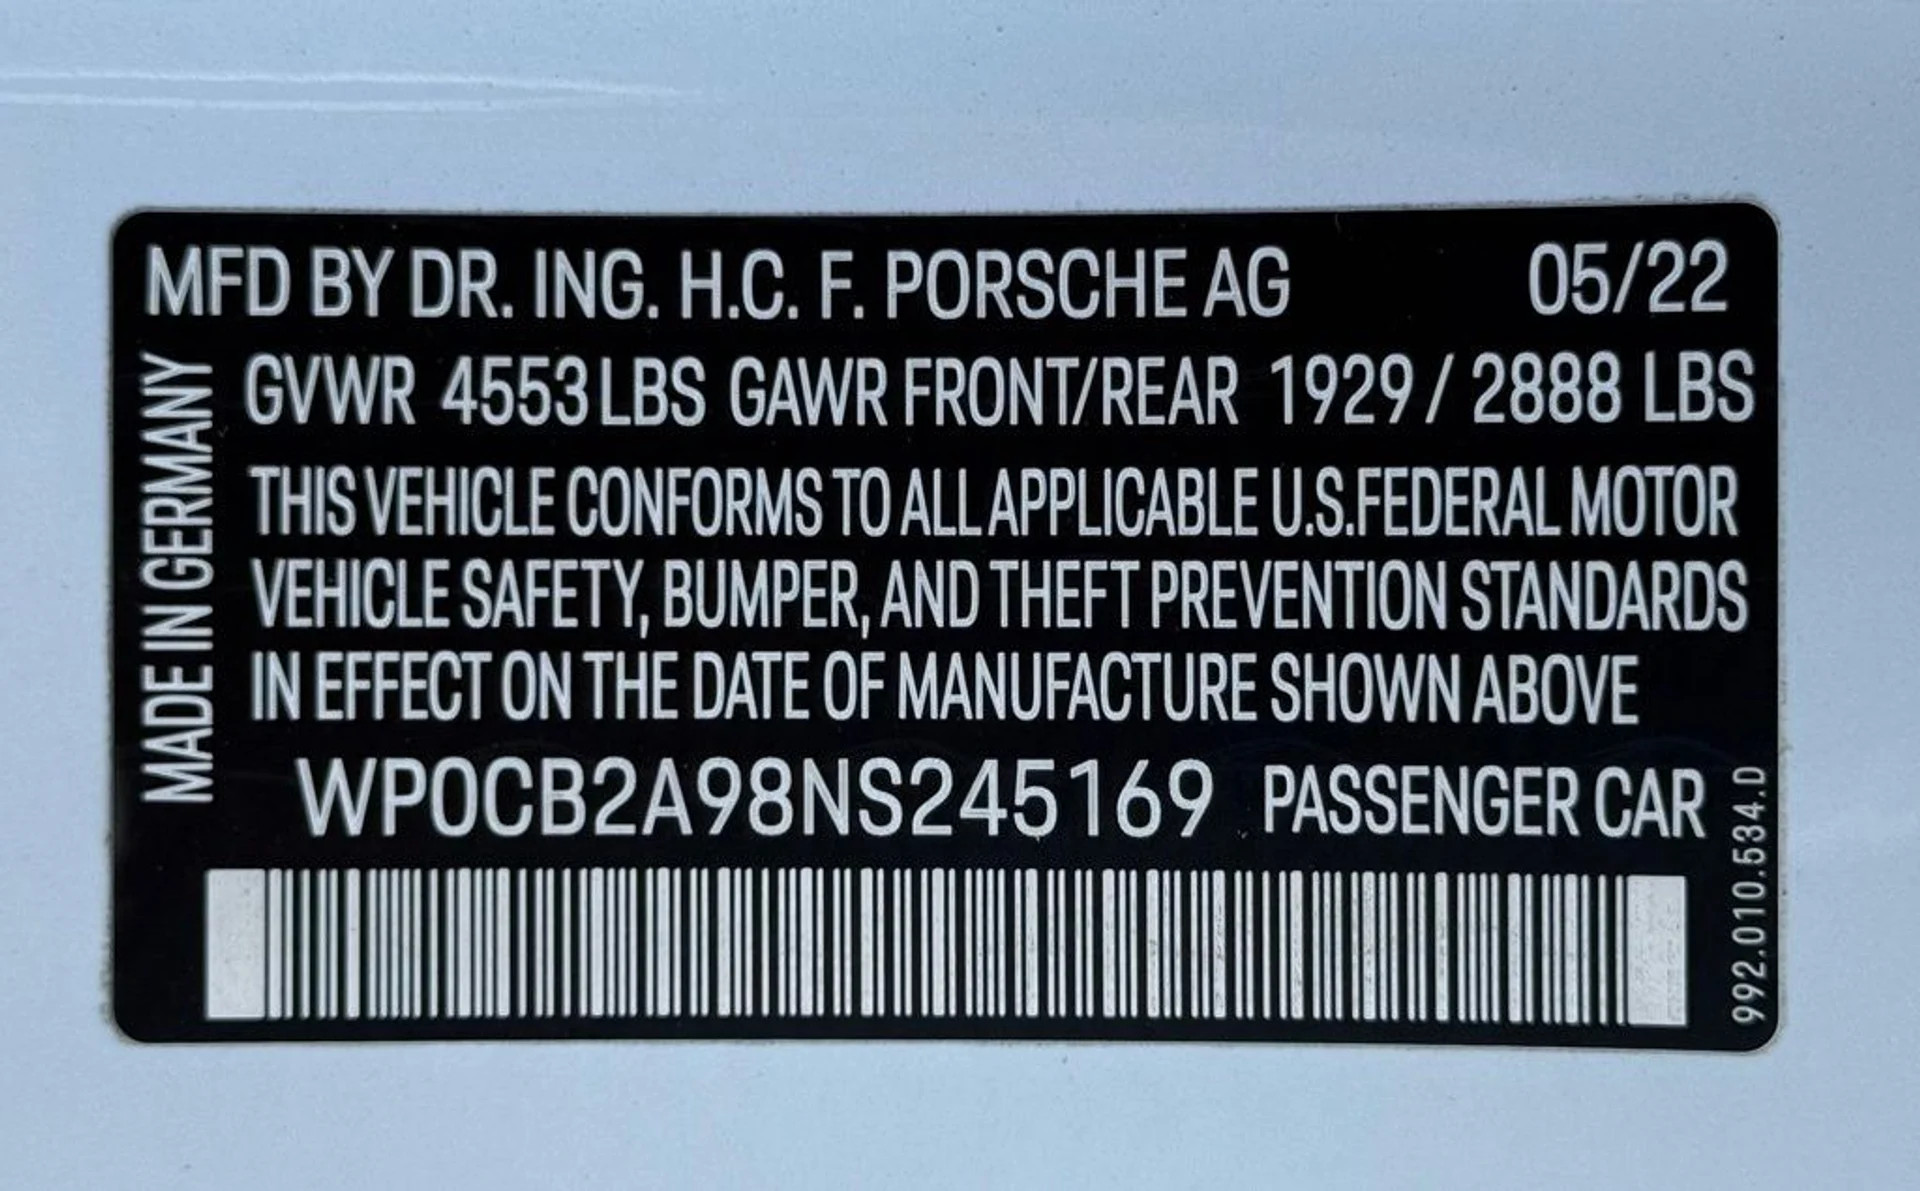 MFD BY DR. ING. H.C. F. PORSCHE AG 05/22
GVWR 4553 LBS GAWR FRONT/REAR 1929 / 2888 LBS
THIS VEHICLE CONFORMS TO ALL APPLICABLE U.S.FEDERAL MOTOR
VEHICLE SAFETY, BUMPER, AND THEFT PREVENTION STANDARDS
IN EFFECT ON THE DATE OF MANUFACTURE SHOWN ABOVE
WP0CB2A98NS245169 PASSENGER CAR
MADE IN GERMANY
992.010.534.D